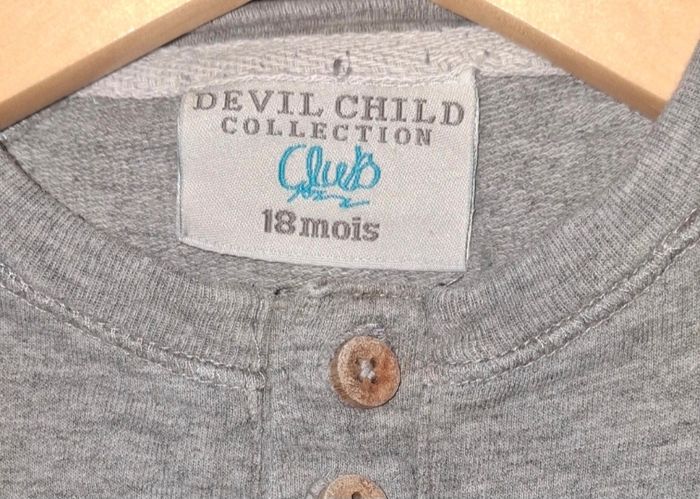 DEVIL CHILD
COLLECTION
Club
18 mois